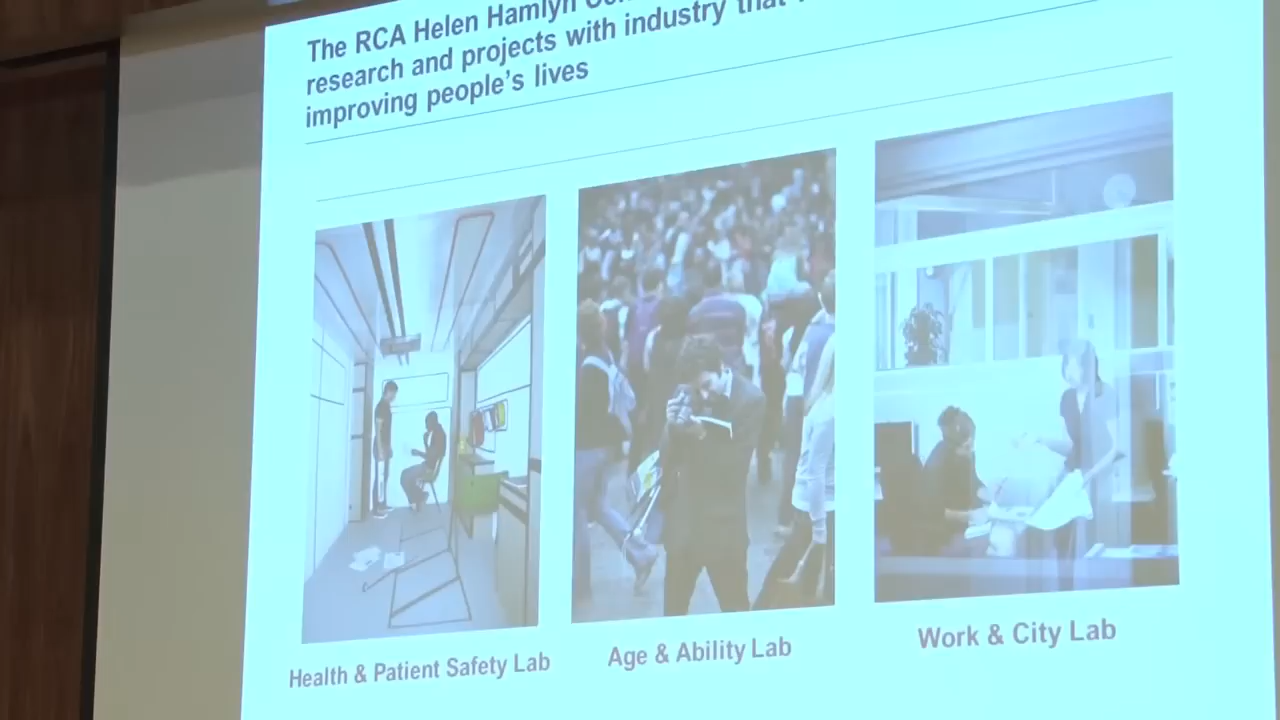 The RCA Helen Hamlyn
research and projects with industry that
improving people's lives
Health & Patient Safety Lab
Age & Ability Lab
Work & City Lab